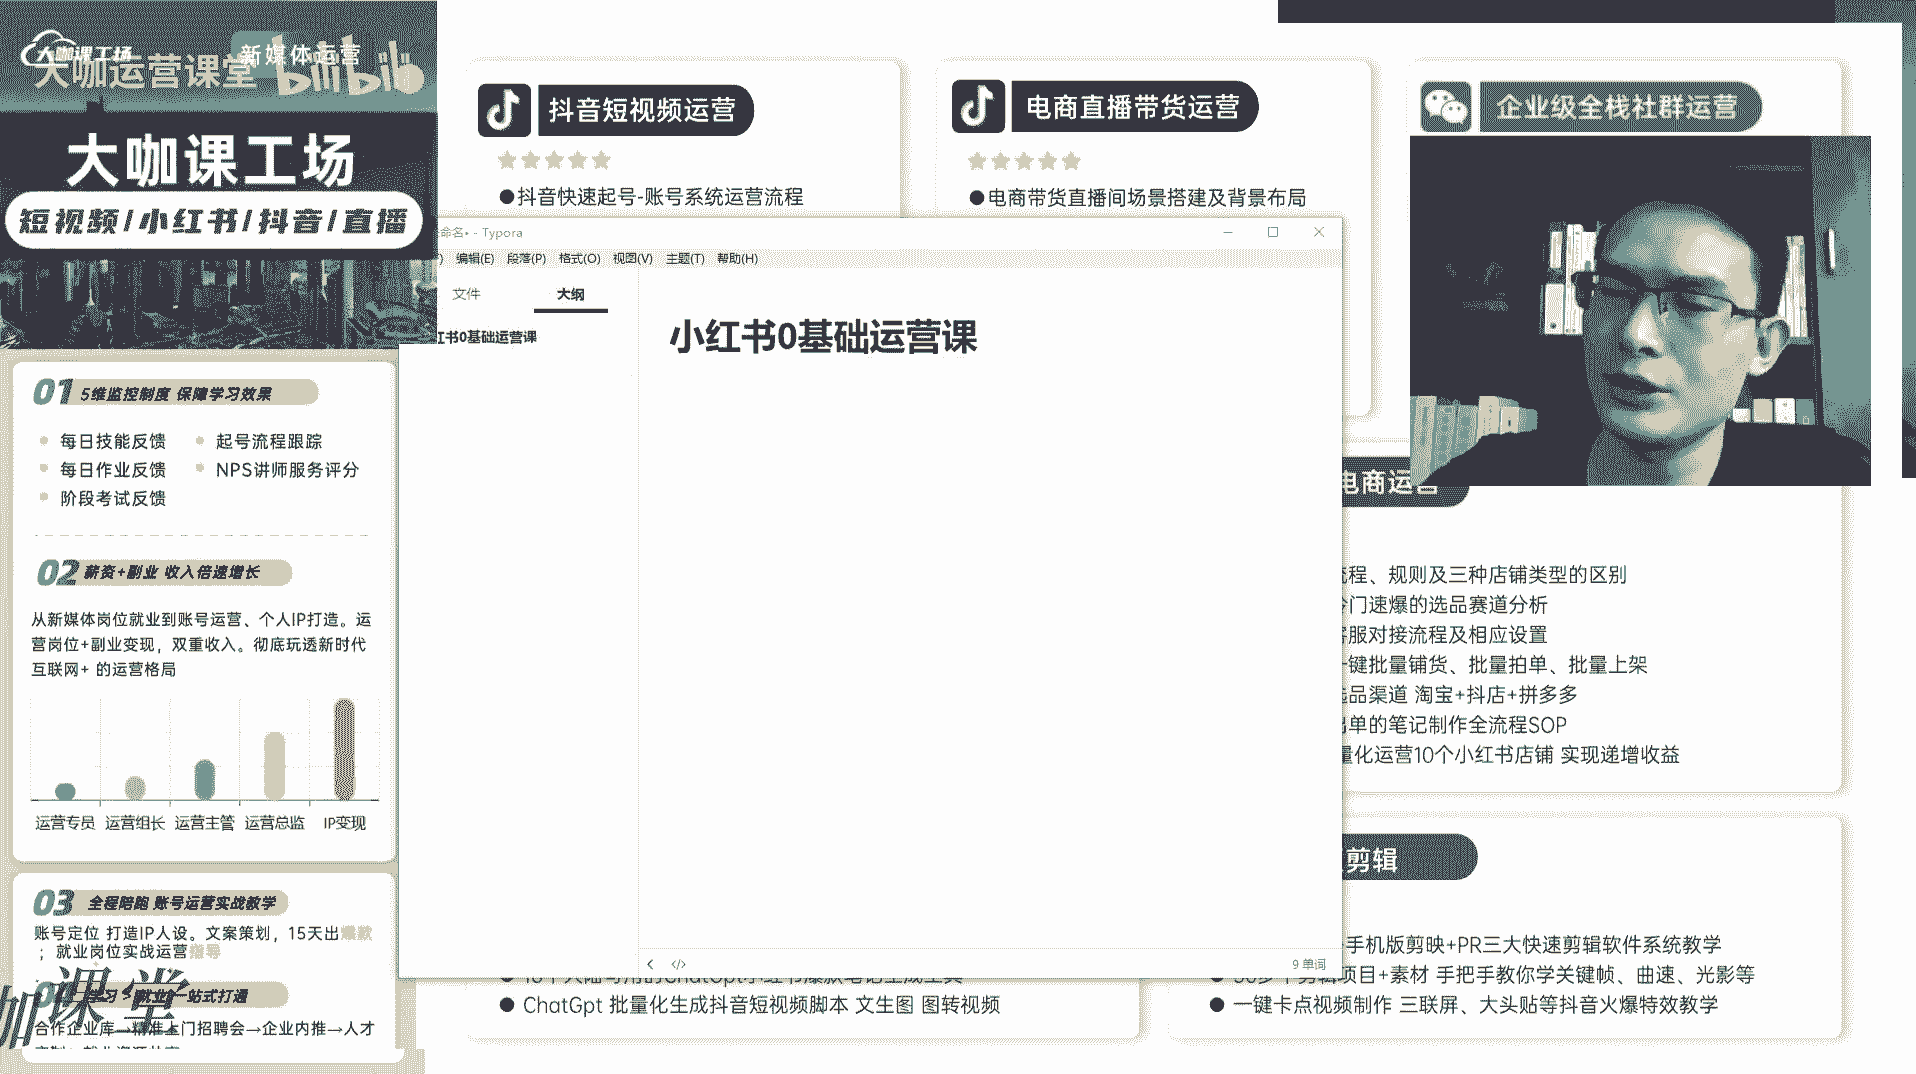 大咖课工场
新媒体运营
大咖运营课堂
bilibili
大咖课工场
短视频/小红书/抖音/直播
01 5维监控制度 保障学习效果
每日技能反馈
起号流程跟踪
每日作业反馈
NPS讲师服务评分
阶段考试反馈
02 薪资+副业 收入倍速增长
从新媒体岗位就业到账号运营、个人IP打造。运
营岗位+副业变现，双重收入。彻底玩透新时代
互联网+ 的运营格局
运营专员 运营组长 运营主管 运营总监 IP变现
03 全程陪跑 账号运营实战教学
账号定位 打造IP人设。文案策划，15天出爆款
；就业岗位实战运营指导
学习 就业一站式打通
课堂
合作企业库→精准上门招聘会→企业内推→人才
抖音短视频运营
●抖音快速起号-账号系统运营流程
电商直播带货运营
●电商带货直播间场景搭建及背景布局
企业级全栈社群运营
命名• - Typora
编辑(E) 段落(P) 格式(O) 视图(V) 主题(T) 帮助(H)
文件 大纲
红书0基础运营课
小红书0基础运营课
9 单词
电商运营
流程、规则及三种店铺类型的区别
冷门速爆的选品赛道分析
客服对接流程及相应设置
一键批量铺货、批量拍单、批量上架
选品渠道 淘宝+抖店+拼多多
出单的笔记制作全流程SOP
量化运营10个小红书店铺 实现递增收益
● ChatGpt 批量化生成抖音短视频脚本 文生图 图转视频
剪辑
手机版剪映+PR三大快速剪辑软件系统教学
项目+素材 手把手教你学关键帧、曲速、光影等
● 一键卡点视频制作 三联屏、大头贴等抖音火爆特效教学